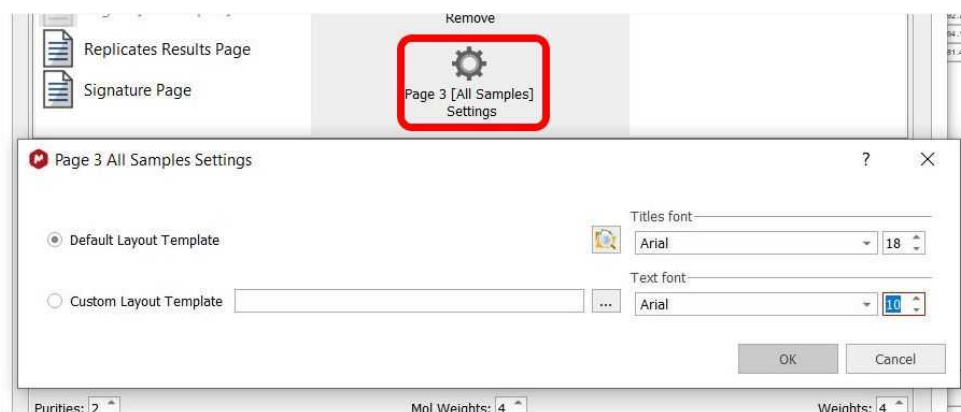 Remove
Replicates Results Page
Signature Page
Page 3 [All Samples]
Settings
Page 3 All Samples Settings
? X
Default Layout Template
Titles font
Arial 18
Custom Layout Template
...
Text font
Arial 10
OK Cancel
Purities: 2 Mol Weights: 4 Weights: 4